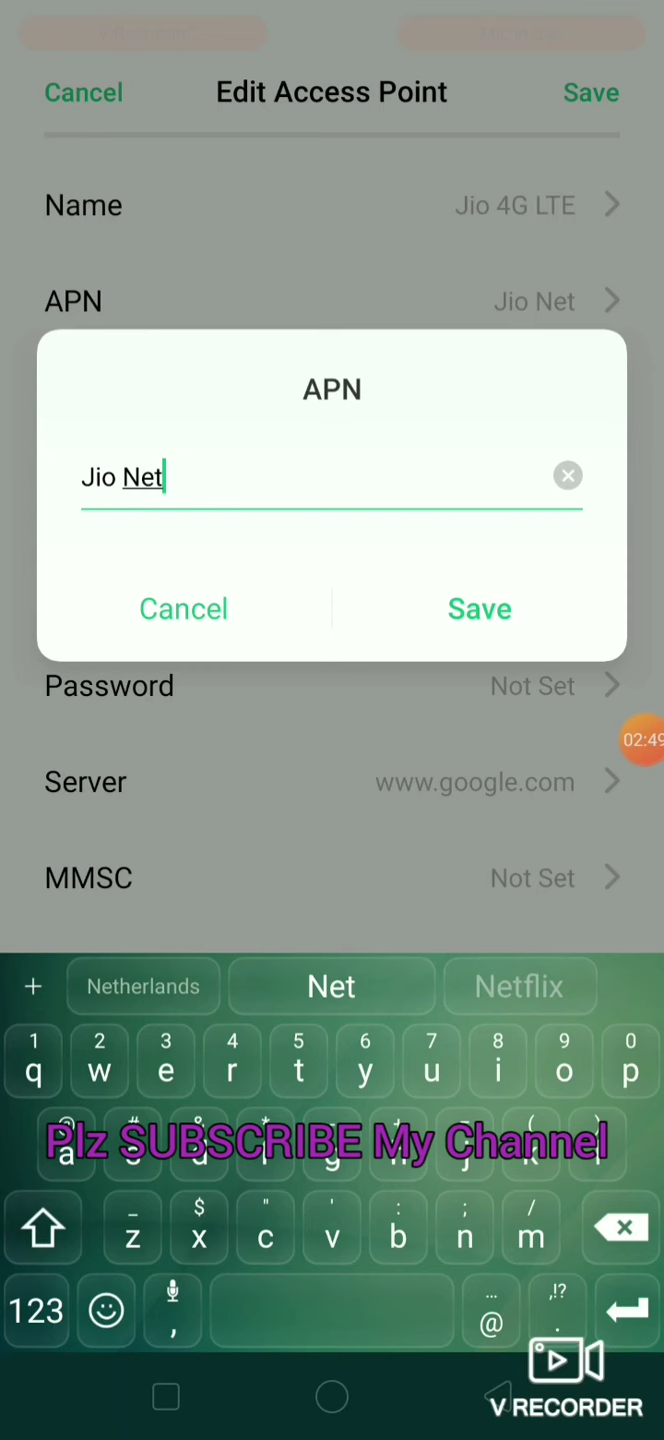 Cancel Edit Access Point Save
Name Jio 4G LTE
APN Jio Net
APN
Jio Net
Cancel Save
Password Not Set
02:49
Server www.google.com
MMSC Not Set
+ Netherlands Net Netflix
1 2 3 4 5 6 7 8 9 0
q w e r t y u i o p
Plz SUBSCRIBE My Channel
_ $ " ' : ; /
z x c v b n m
123 , ... @ ,!? .
V RECORDER